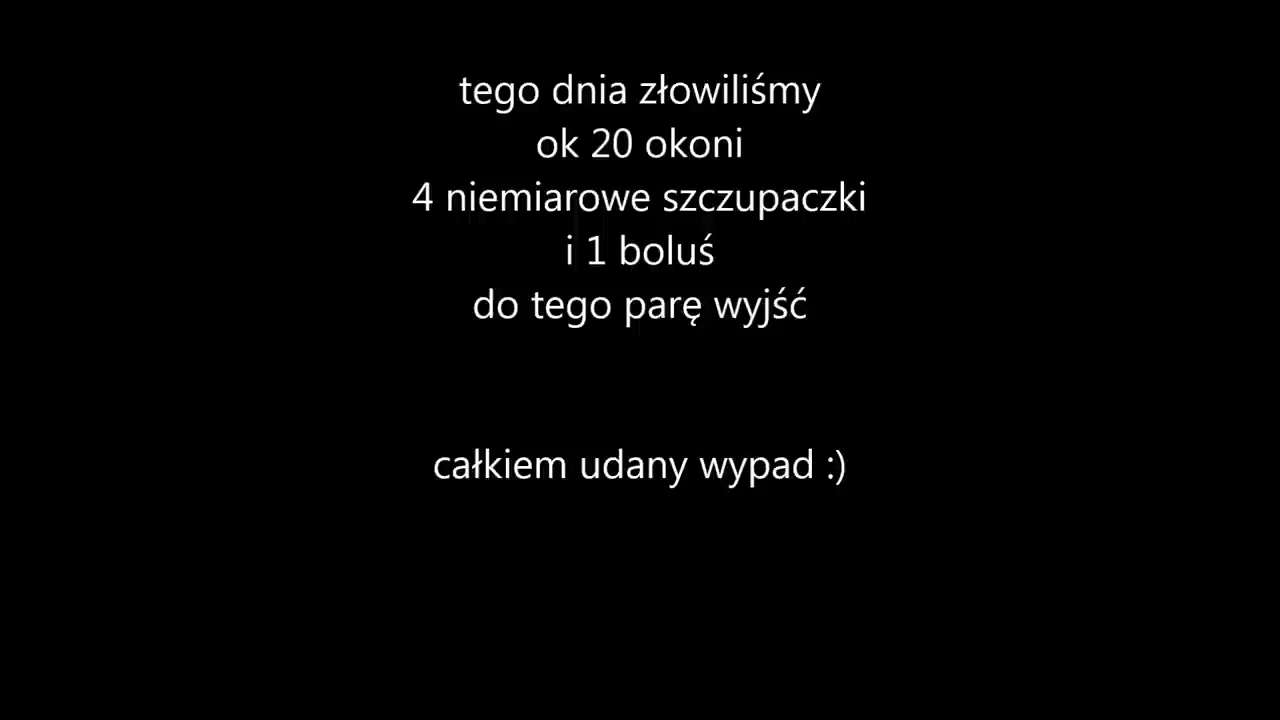 tego dnia złowiliśmy
ok 20 okoni
4 niemiarowe szczupaczki
i 1 boluś
do tego parę wyjść
całkiem udany wypad :)